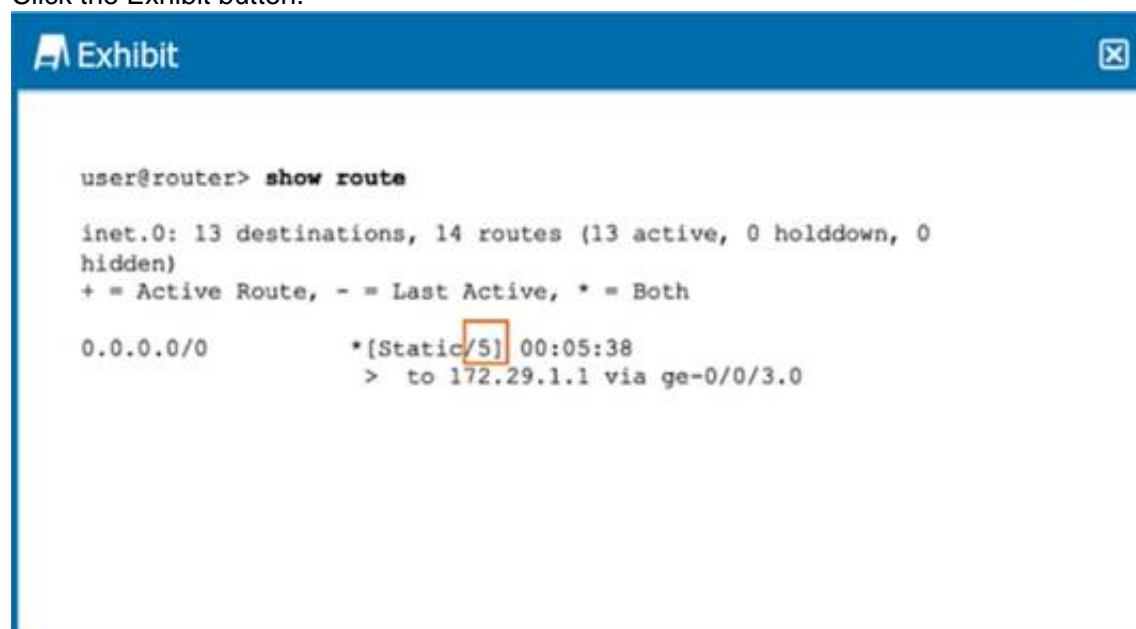 Click the Exhibit button.
Exhibit
user@router> show route
inet.0: 13 destinations, 14 routes (13 active, 0 holddown, 0
hidden)
+ = Active Route, - = Last Active, * = Both
0.0.0.0/0 *[Static/5] 00:05:38
> to 172.29.1.1 via ge-0/0/3.0